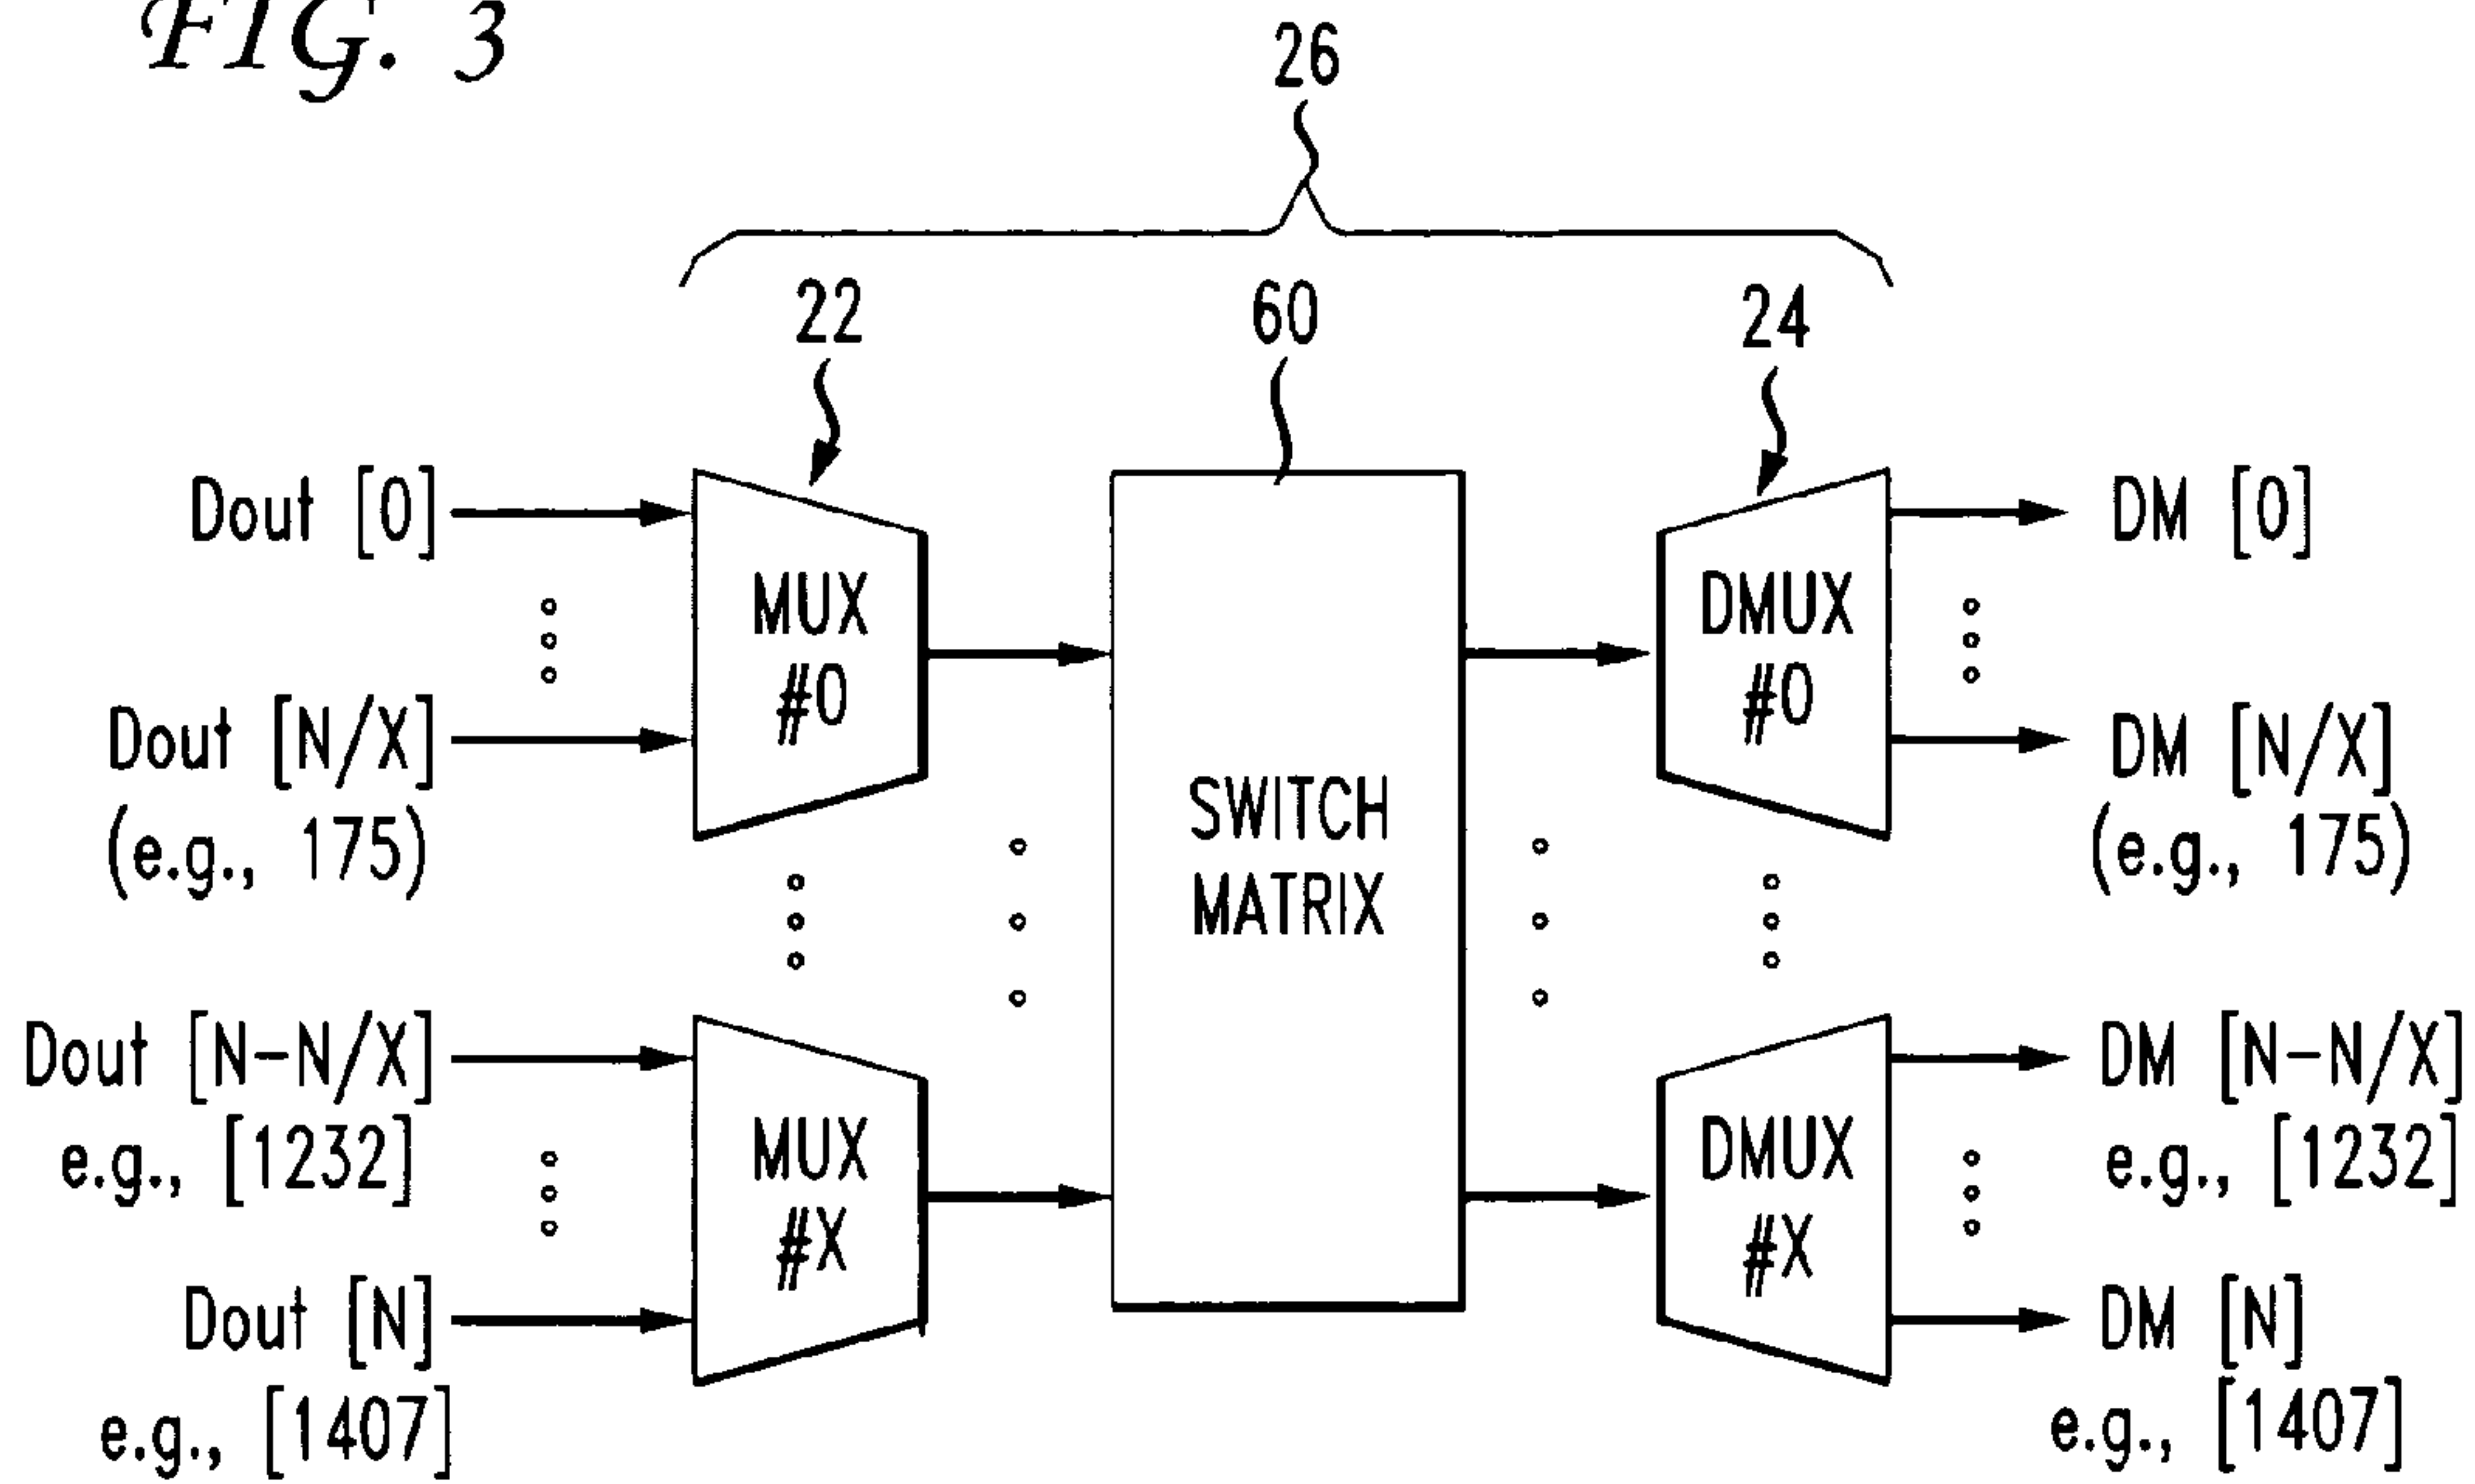 FIG. 3
26
22
60
24
Dout [0]
DM [0]
MUX
#0
DMUX
#0
Dout [N/X]
(e.g., 175)
DM [N/X]
(e.g., 175)
SWITCH
MATRIX
Dout [N-N/X]
e.g., [1232]
DM [N-N/X]
e.g., [1232]
MUX
#X
DMUX
#X
Dout [N]
e.g., [1407]
DM [N]
e.g., [1407]